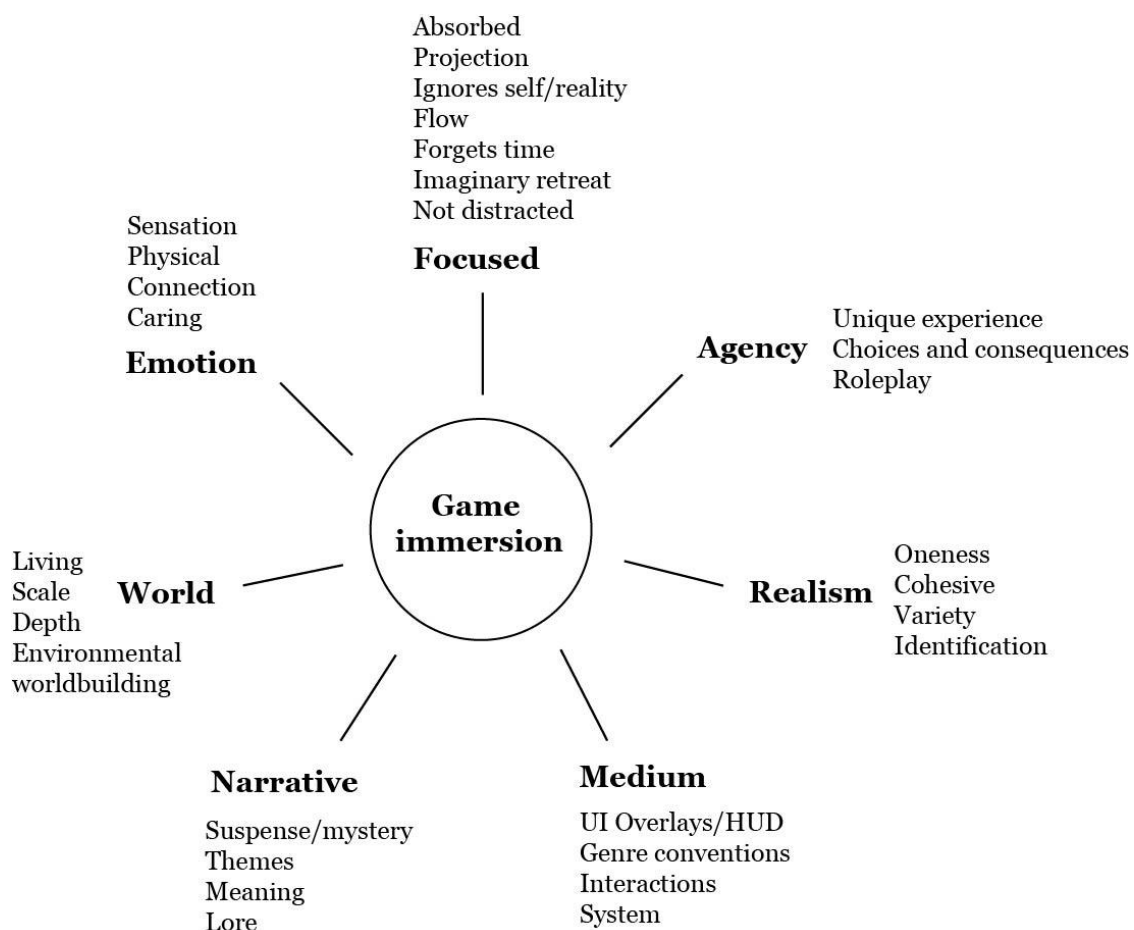 Absorbed
Projection
Ignores self/reality
Flow
Forgets time
Imaginary retreat
Not distracted
Focused
Sensation
Physical
Connection
Caring
Emotion
Agency
Unique experience
Choices and consequences
Roleplay
Game
immersion
Living
Scale
Depth
Environmental
worldbuilding
World
Realism
Oneness
Cohesive
Variety
Identification
Narrative
Suspense/mystery
Themes
Meaning
Lore
Medium
UI Overlays/HUD
Genre conventions
Interactions
System